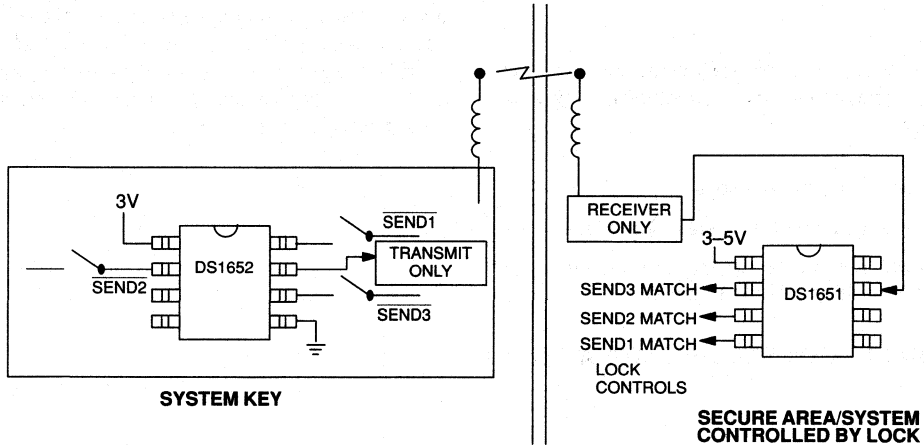 3V
DS1652
SEND1
TRANSMIT
ONLY
SEND2
SEND3
SYSTEM KEY
RECEIVER
ONLY
3–5V
SEND3 MATCH
DS1651
SEND2 MATCH
SEND1 MATCH
LOCK
CONTROLS
SECURE AREA/SYSTEM
CONTROLLED BY LOCK